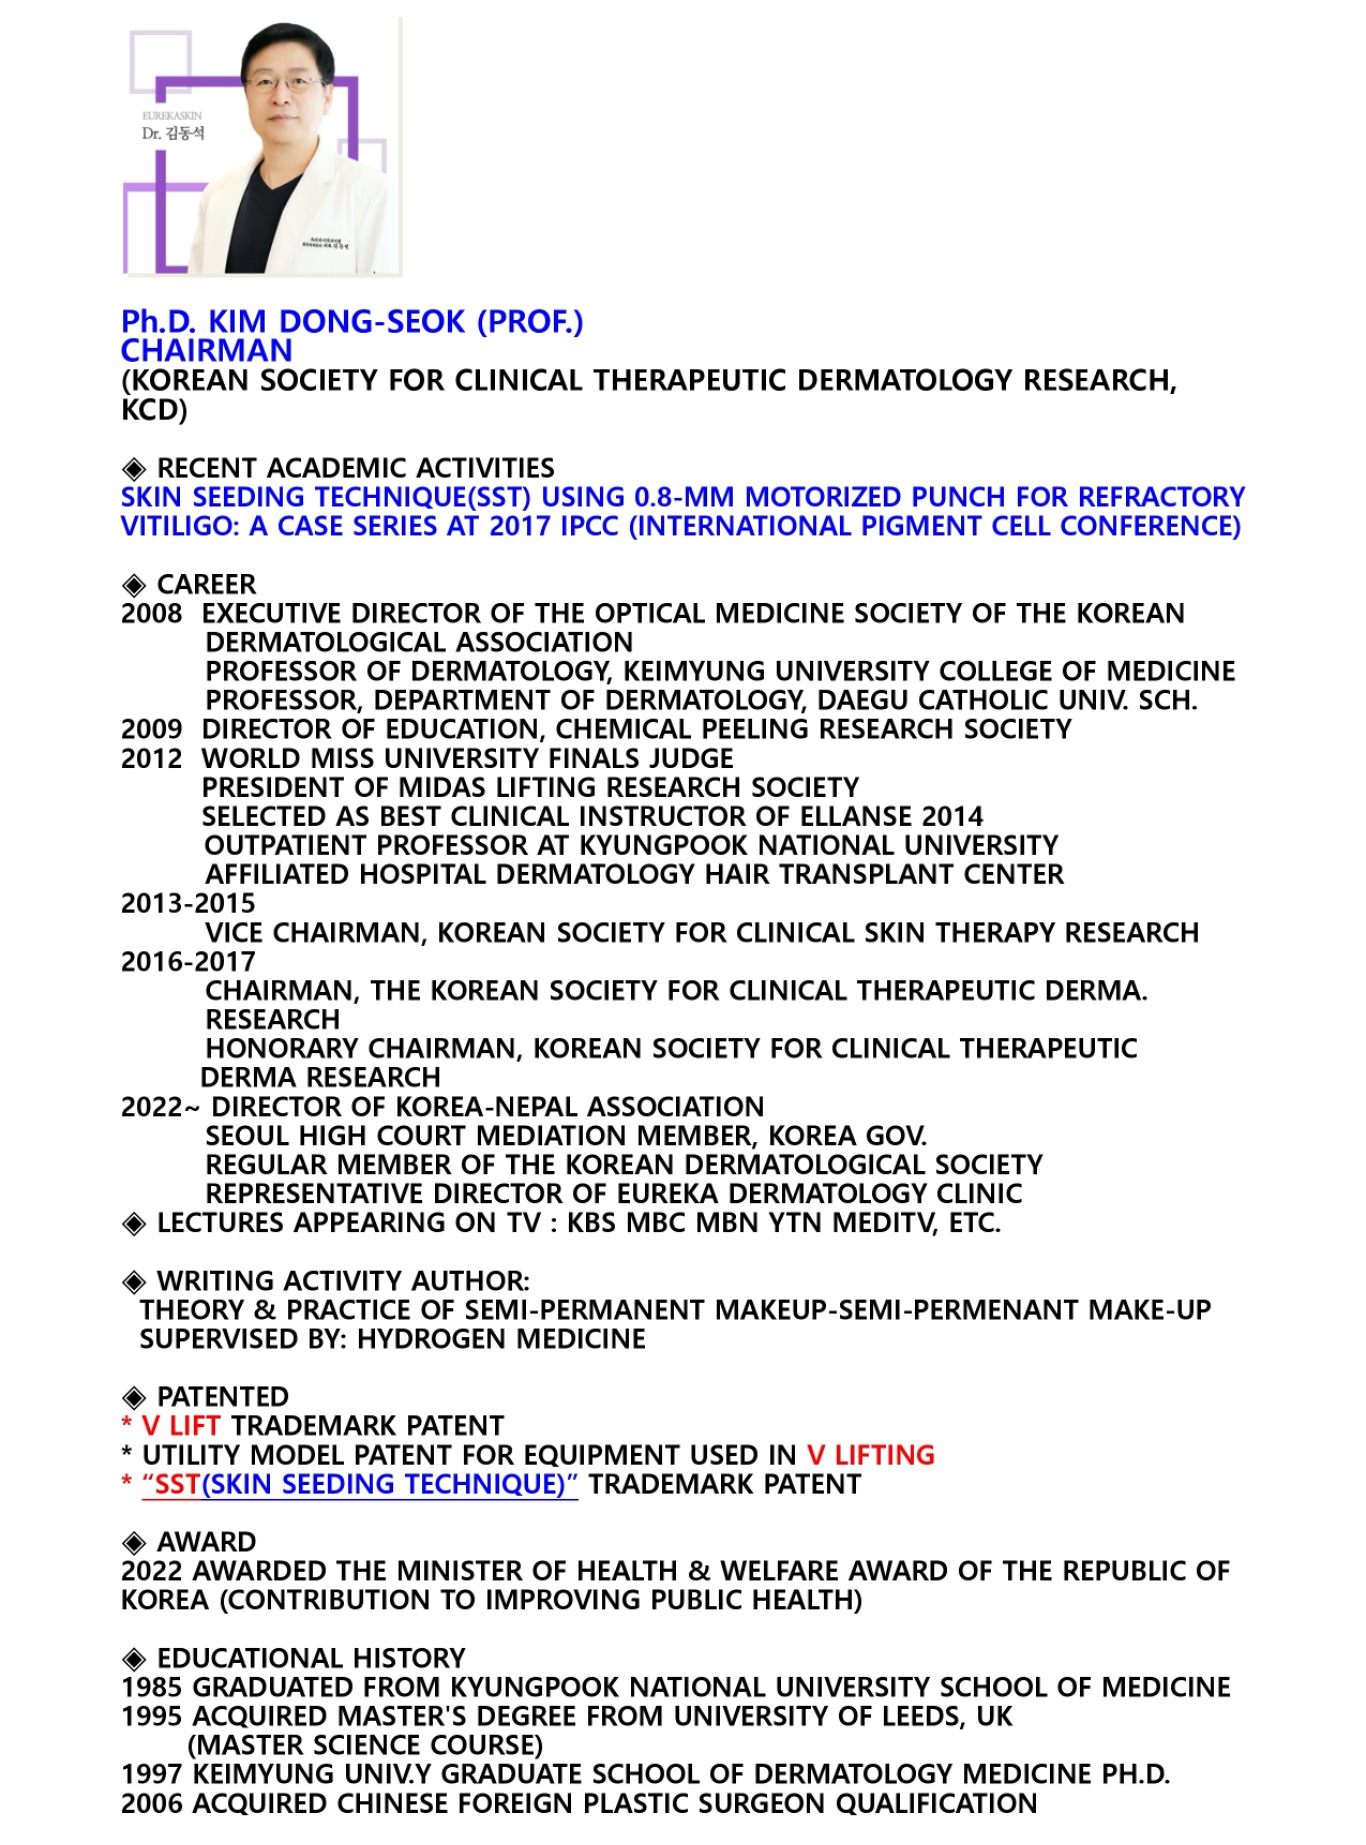 EUREKASKIN
Dr. 김동석
Ph.D. KIM DONG-SEOK (PROF.)
CHAIRMAN
(KOREAN SOCIETY FOR CLINICAL THERAPEUTIC DERMATOLOGY RESEARCH,
KCD)
◈ RECENT ACADEMIC ACTIVITIES
SKIN SEEDING TECHNIQUE(SST) USING 0.8-MM MOTORIZED PUNCH FOR REFRACTORY
VITILIGO: A CASE SERIES AT 2017 IPCC (INTERNATIONAL PIGMENT CELL CONFERENCE)
◈ CAREER
2008 EXECUTIVE DIRECTOR OF THE OPTICAL MEDICINE SOCIETY OF THE KOREAN
DERMATOLOGICAL ASSOCIATION
PROFESSOR OF DERMATOLOGY, KEIMYUNG UNIVERSITY COLLEGE OF MEDICINE
PROFESSOR, DEPARTMENT OF DERMATOLOGY, DAEGU CATHOLIC UNIV. SCH.
2009 DIRECTOR OF EDUCATION, CHEMICAL PEELING RESEARCH SOCIETY
2012 WORLD MISS UNIVERSITY FINALS JUDGE
PRESIDENT OF MIDAS LIFTING RESEARCH SOCIETY
SELECTED AS BEST CLINICAL INSTRUCTOR OF ELLANSE 2014
OUTPATIENT PROFESSOR AT KYUNGPOOK NATIONAL UNIVERSITY
AFFILIATED HOSPITAL DERMATOLOGY HAIR TRANSPLANT CENTER
2013-2015
VICE CHAIRMAN, KOREAN SOCIETY FOR CLINICAL SKIN THERAPY RESEARCH
2016-2017
CHAIRMAN, THE KOREAN SOCIETY FOR CLINICAL THERAPEUTIC DERMA.
RESEARCH
HONORARY CHAIRMAN, KOREAN SOCIETY FOR CLINICAL THERAPEUTIC
DERMA RESEARCH
2022~ DIRECTOR OF KOREA-NEPAL ASSOCIATION
SEOUL HIGH COURT MEDIATION MEMBER, KOREA GOV.
REGULAR MEMBER OF THE KOREAN DERMATOLOGICAL SOCIETY
REPRESENTATIVE DIRECTOR OF EUREKA DERMATOLOGY CLINIC
◈ LECTURES APPEARING ON TV : KBS MBC MBN YTN MEDITV, ETC.
◈ WRITING ACTIVITY AUTHOR:
THEORY & PRACTICE OF SEMI-PERMANENT MAKEUP-SEMI-PERMENANT MAKE-UP
SUPERVISED BY: HYDROGEN MEDICINE
◈ PATENTED
* V LIFT TRADEMARK PATENT
* UTILITY MODEL PATENT FOR EQUIPMENT USED IN V LIFTING
* “SST(SKIN SEEDING TECHNIQUE)” TRADEMARK PATENT
◈ AWARD
2022 AWARDED THE MINISTER OF HEALTH & WELFARE AWARD OF THE REPUBLIC OF
KOREA (CONTRIBUTION TO IMPROVING PUBLIC HEALTH)
◈ EDUCATIONAL HISTORY
1985 GRADUATED FROM KYUNGPOOK NATIONAL UNIVERSITY SCHOOL OF MEDICINE
1995 ACQUIRED MASTER'S DEGREE FROM UNIVERSITY OF LEEDS, UK
(MASTER SCIENCE COURSE)
1997 KEIMYUNG UNIV.Y GRADUATE SCHOOL OF DERMATOLOGY MEDICINE PH.D.
2006 ACQUIRED CHINESE FOREIGN PLASTIC SURGEON QUALIFICATION